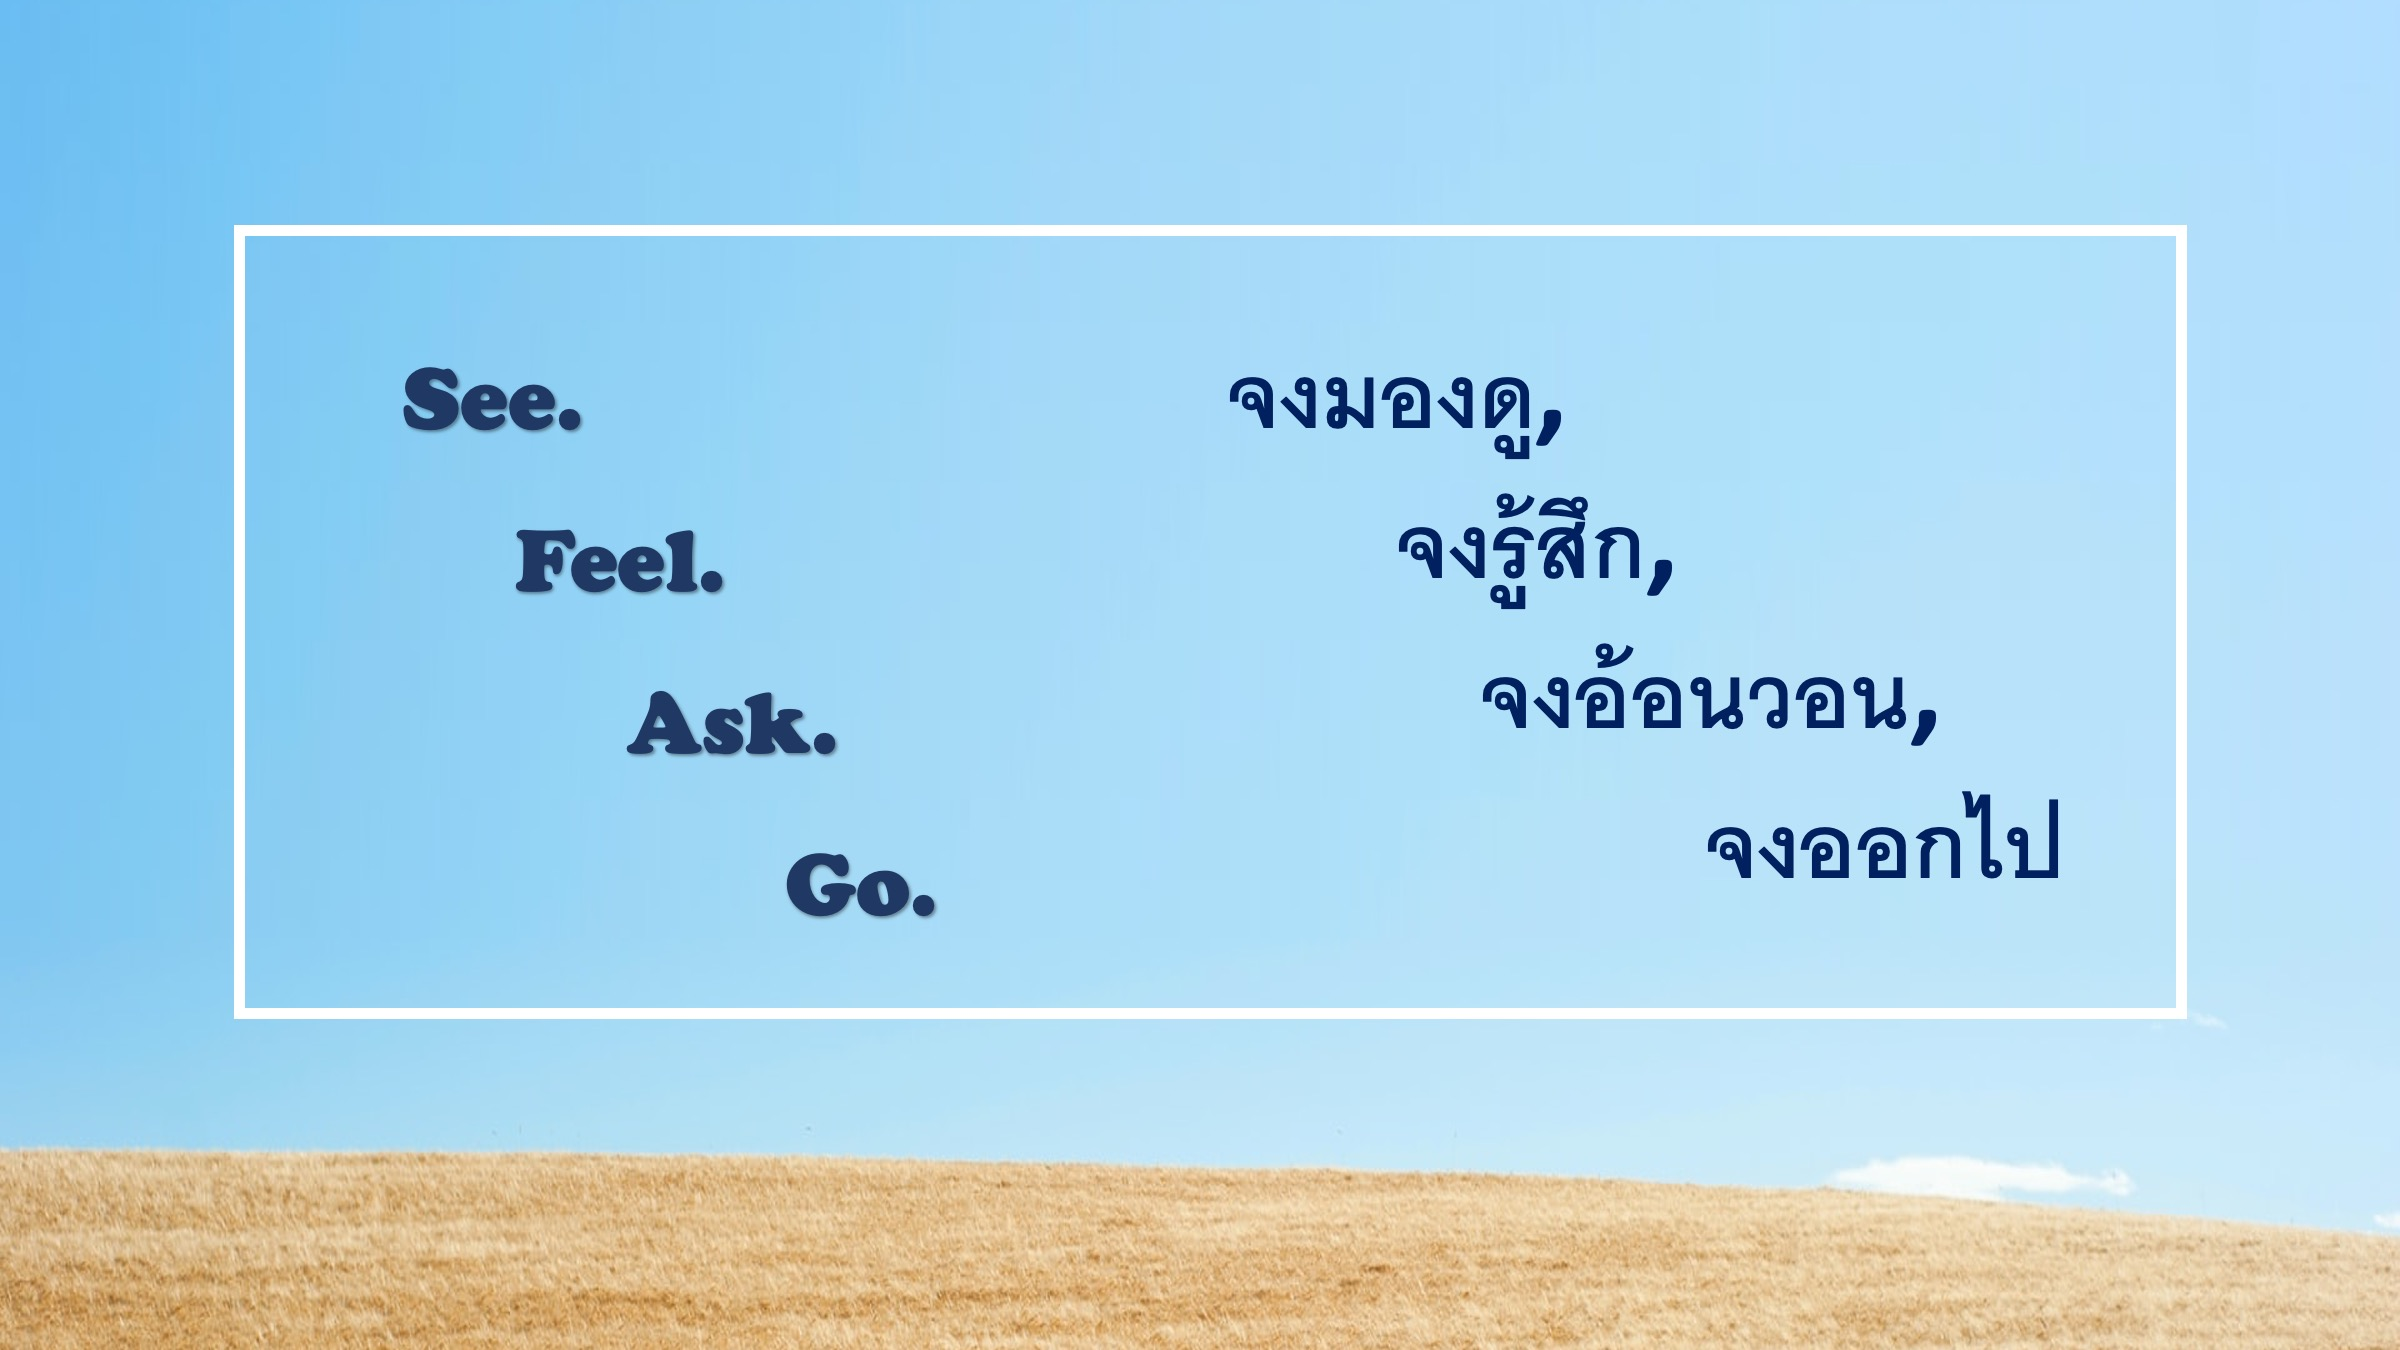 See.
Feel.
Ask.
Go.
จงมองดู,
จงรู้สึก,
จงอ้อนวอน,
จงออกไป